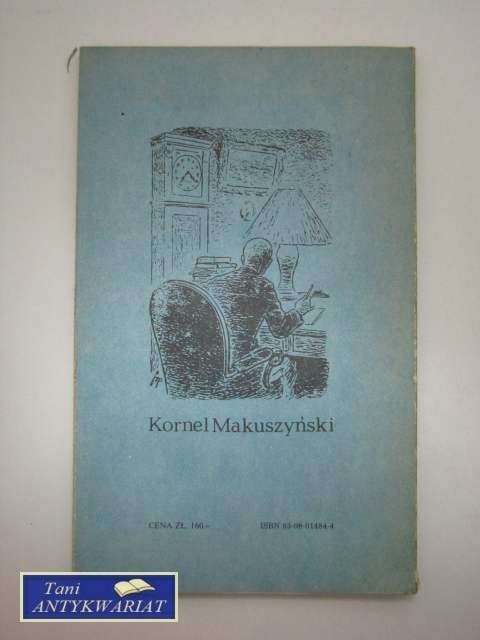 Kornel Makuszyński
CENA ZŁ. 160.–
ISBN 83-08-01484-4
Tani
ANTYKWARIAT